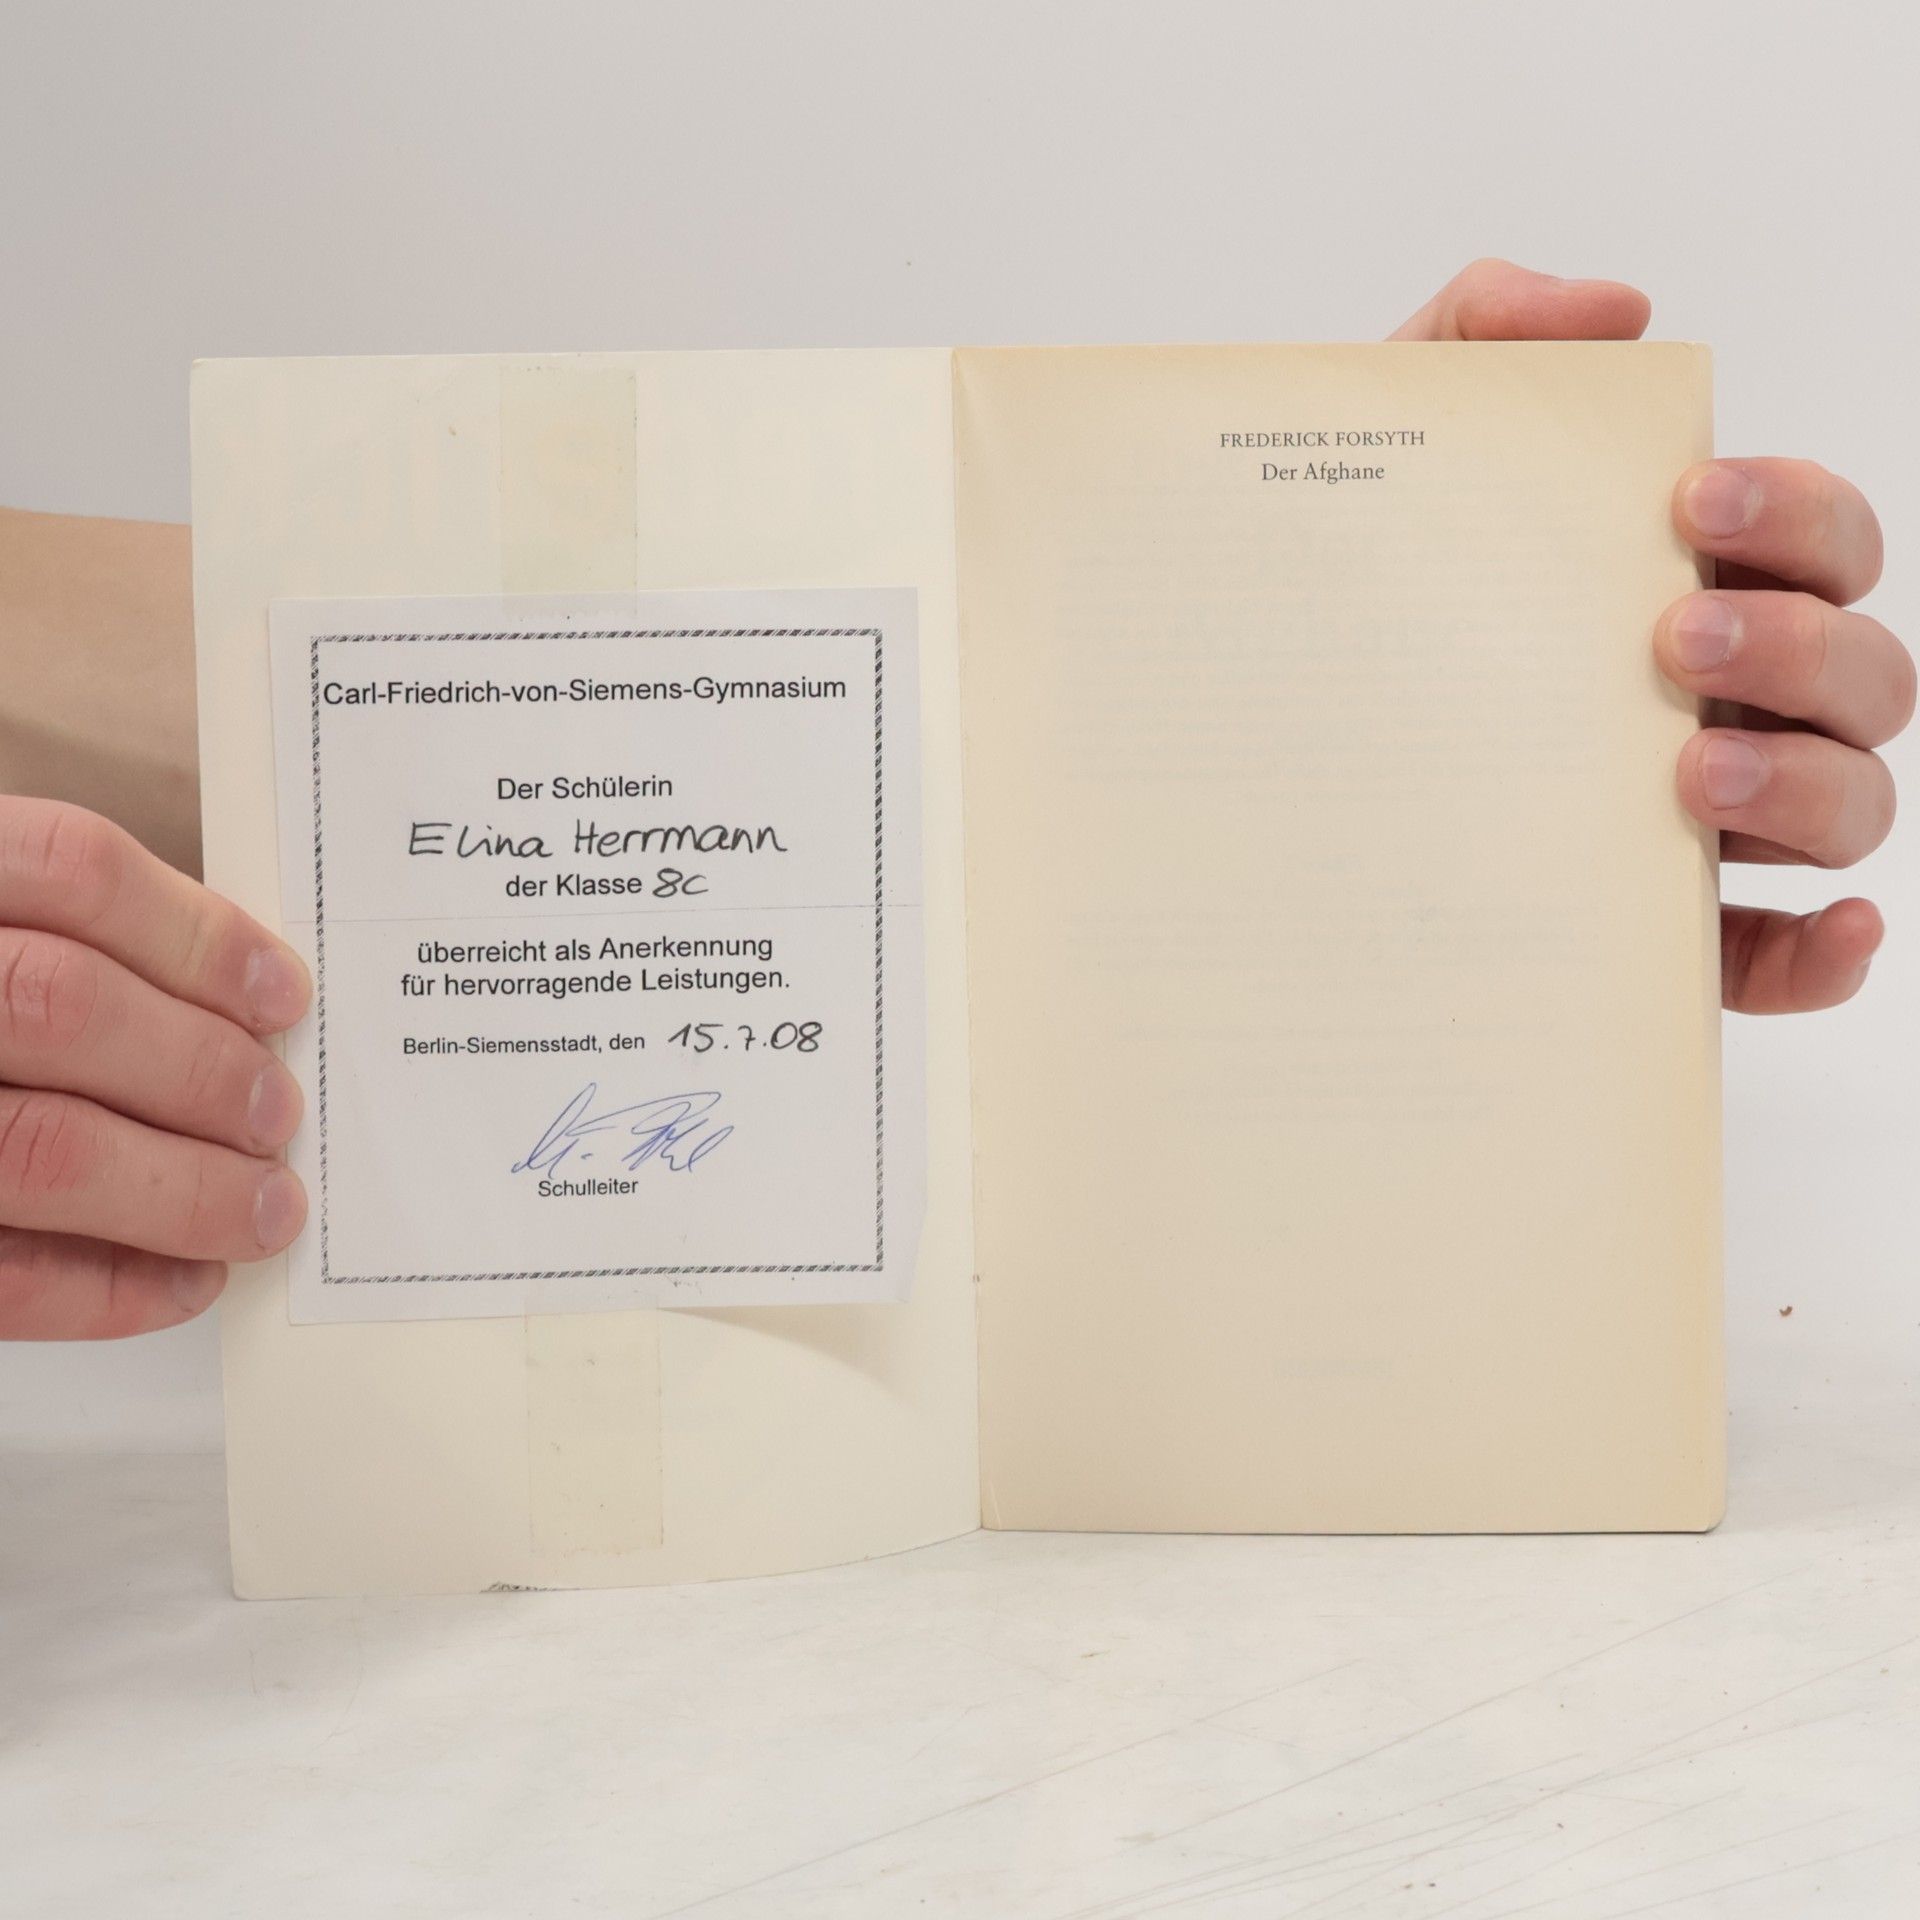 Carl-Friedrich-von-Siemens-Gymnasium
Der Schülerin
Elina Herrmann
der Klasse 8c
überreicht als Anerkennung
für hervorragende Leistungen.
Berlin-Siemensstadt, den 15.7.08
Schulleiter
FREDERICK FORSYTH
Der Afghane